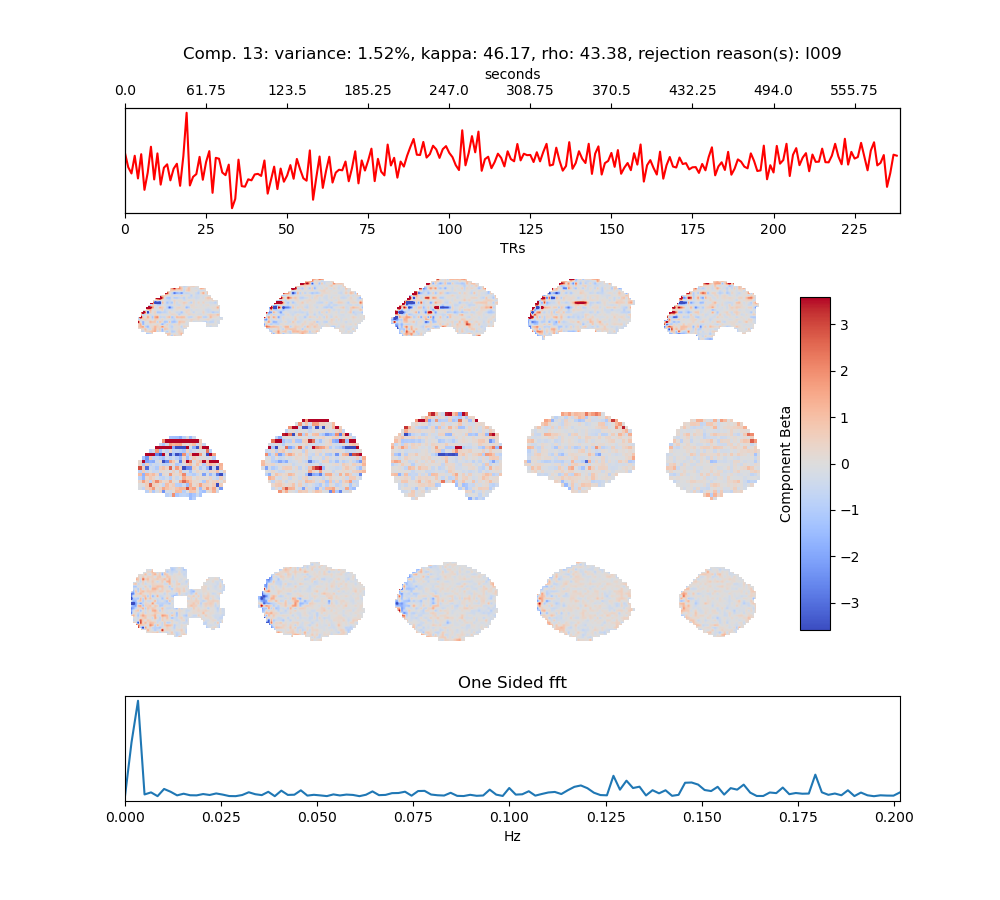 Comp. 13: variance: 1.52%, kappa: 46.17, rho: 43.38, rejection reason(s): I009
seconds
0.0 61.75 123.5 185.25 247.0 308.75 370.5 432.25 494.0 555.75
0 25 50 75 100 125 150 175 200 225
TRs
3
2
1
0
−1
−2
−3
Component Beta
One Sided fft
0.000 0.025 0.050 0.075 0.100 0.125 0.150 0.175 0.200
Hz